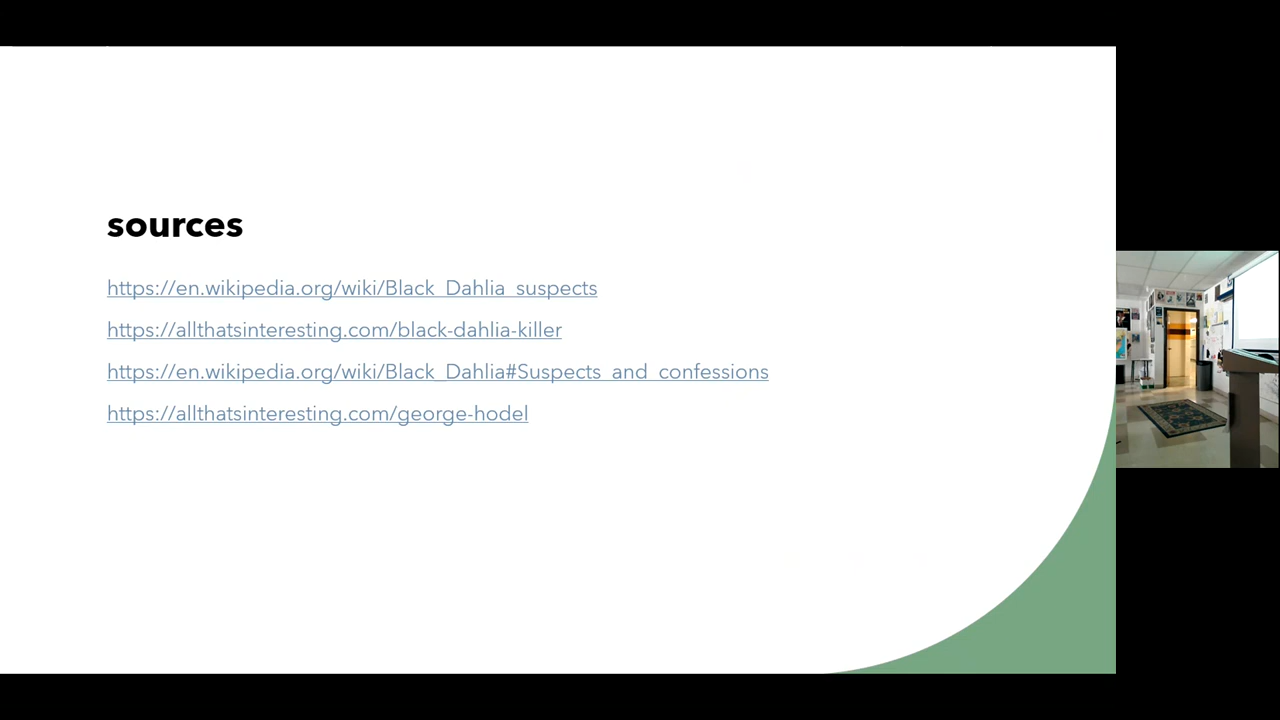 sources
https://en.wikipedia.org/wiki/Black_Dahlia_suspects
https://allthatsinteresting.com/black-dahlia-killer
https://en.wikipedia.org/wiki/Black_Dahlia#Suspects_and_confessions
https://allthatsinteresting.com/george-hodel